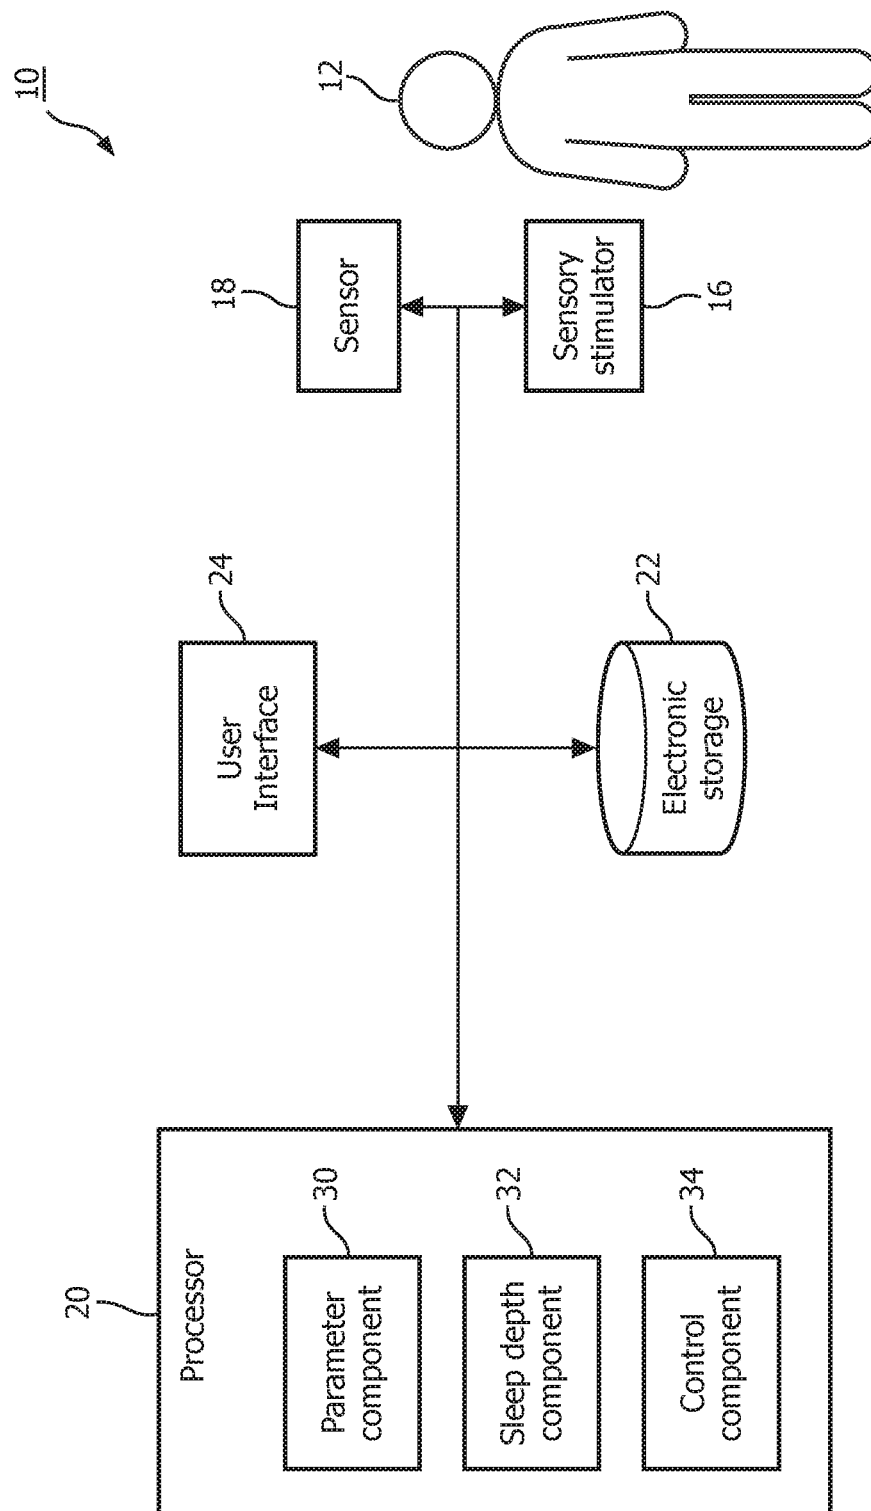 10
20
Processor
Parameter
component
30
Sleep depth
component
32
Control
component
34
User
Interface
24
Electronic
storage
22
Sensor
18
Sensory
stimulator
16
12